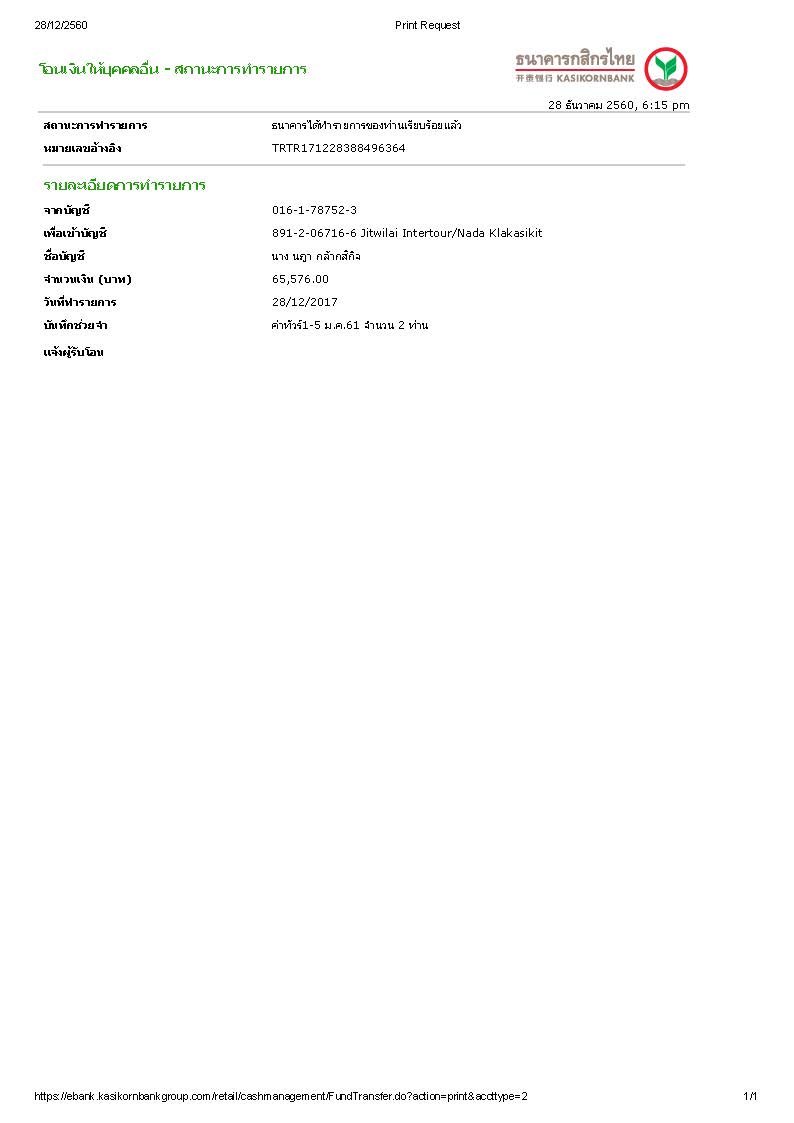 28/12/2560 Print Request
โอนเงินให้บุคคลอื่น - สถานะการทำรายการ
ธนาคารกสิกรไทย
开泰银行 KASIKORNBANK
28 ธันวาคม 2560, 6:15 pm
สถานะการทำรายการ ธนาคารได้ทำรายการของท่านเรียบร้อยแล้ว
หมายเลขอ้างอิง TRTR171228388496364
รายละเอียดการทำรายการ
จากบัญชี 016-1-78752-3
เพื่อเข้าบัญชี 891-2-06716-6 Jitwilai Intertour/Nada Klakasikit
ชื่อบัญชี นาง นฎา กล้ากสิกิจ
จำนวนเงิน (บาท) 65,576.00
วันที่ทำรายการ 28/12/2017
บันทึกช่วยจำ ค่าทัวร์1-5 ม.ค.61 จำนวน 2 ท่าน
แจ้งผู้รับโอน
https://ebank.kasikornbankgroup.com/retail/cashmanagement/FundTransfer.do?action=print&accttype=2 1/1